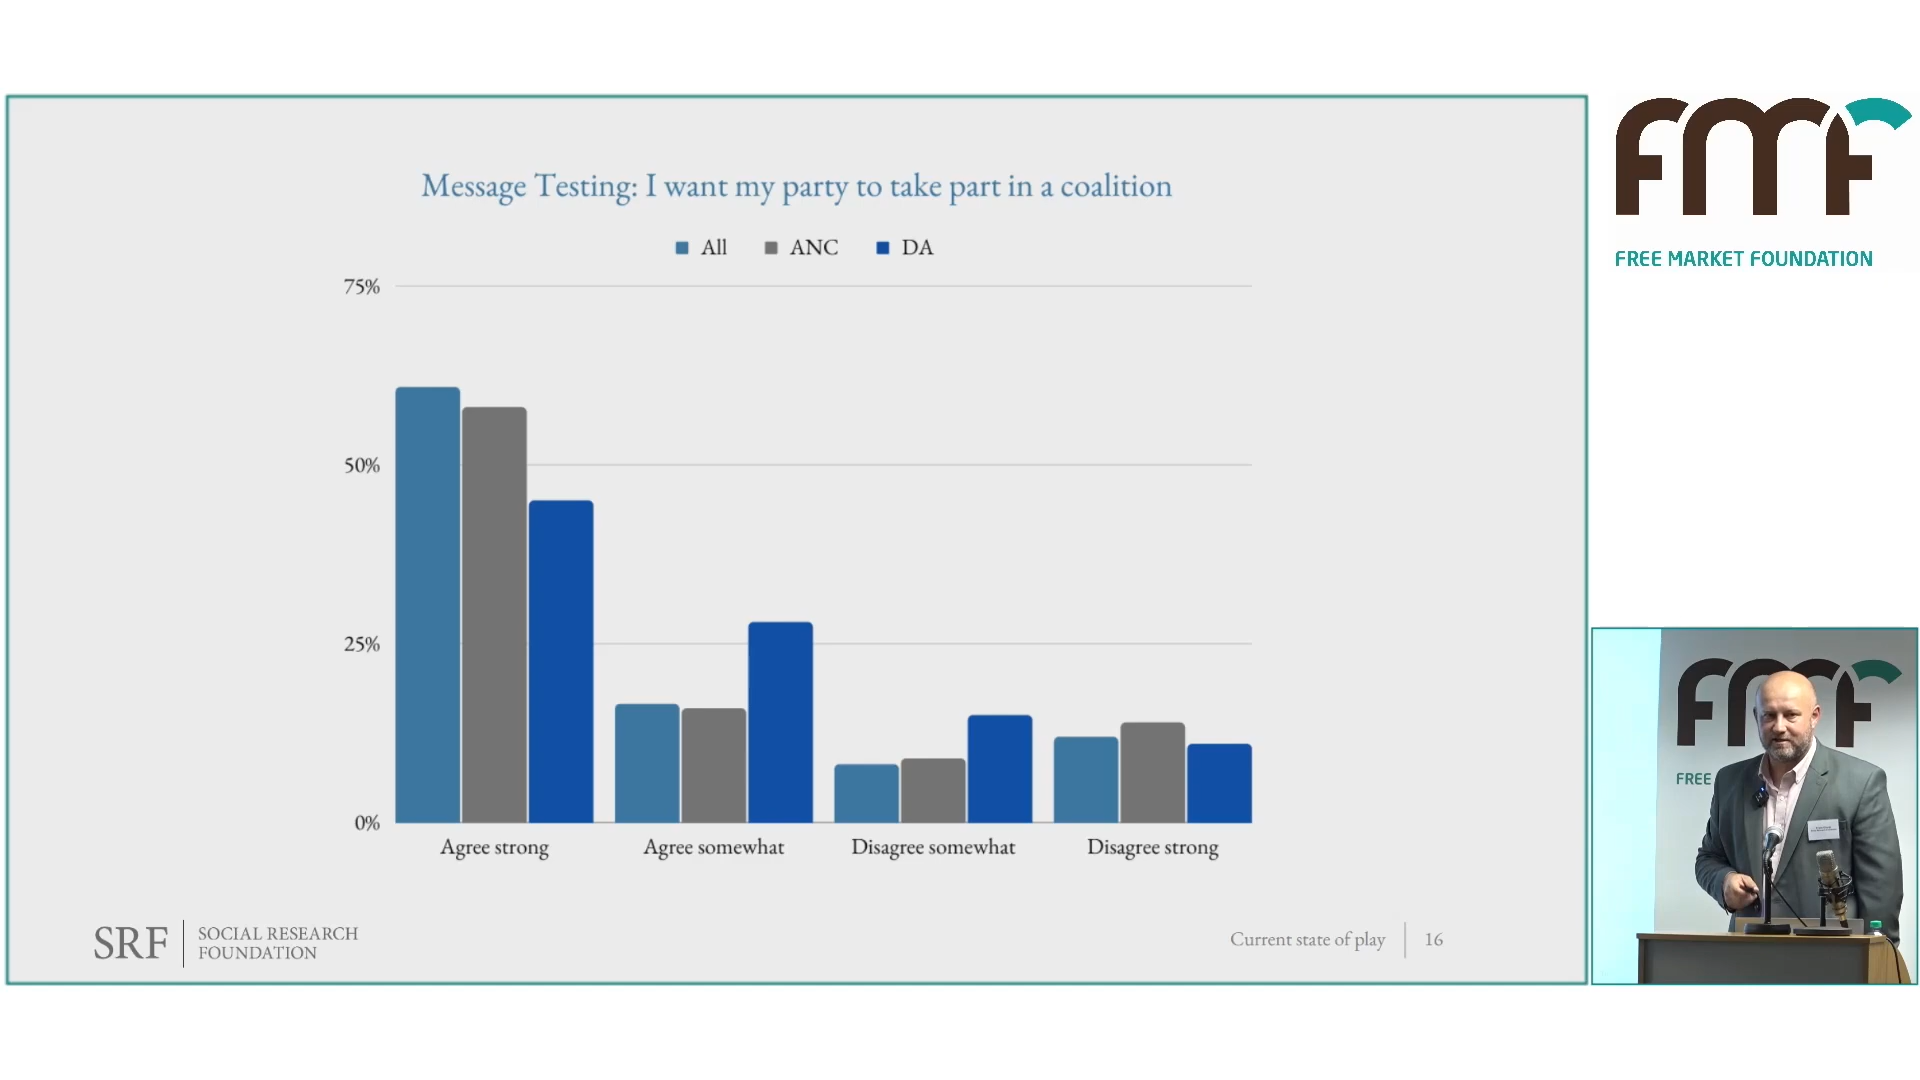 Message Testing: I want my party to take part in a coalition
All ANC DA
75%
50%
25%
0%
Agree strong Agree somewhat Disagree somewhat Disagree strong
SRF
SOCIAL RESEARCH
FOUNDATION
Current state of play 16
FMF
FREE MARKET FOUNDATION
FMF
FREE